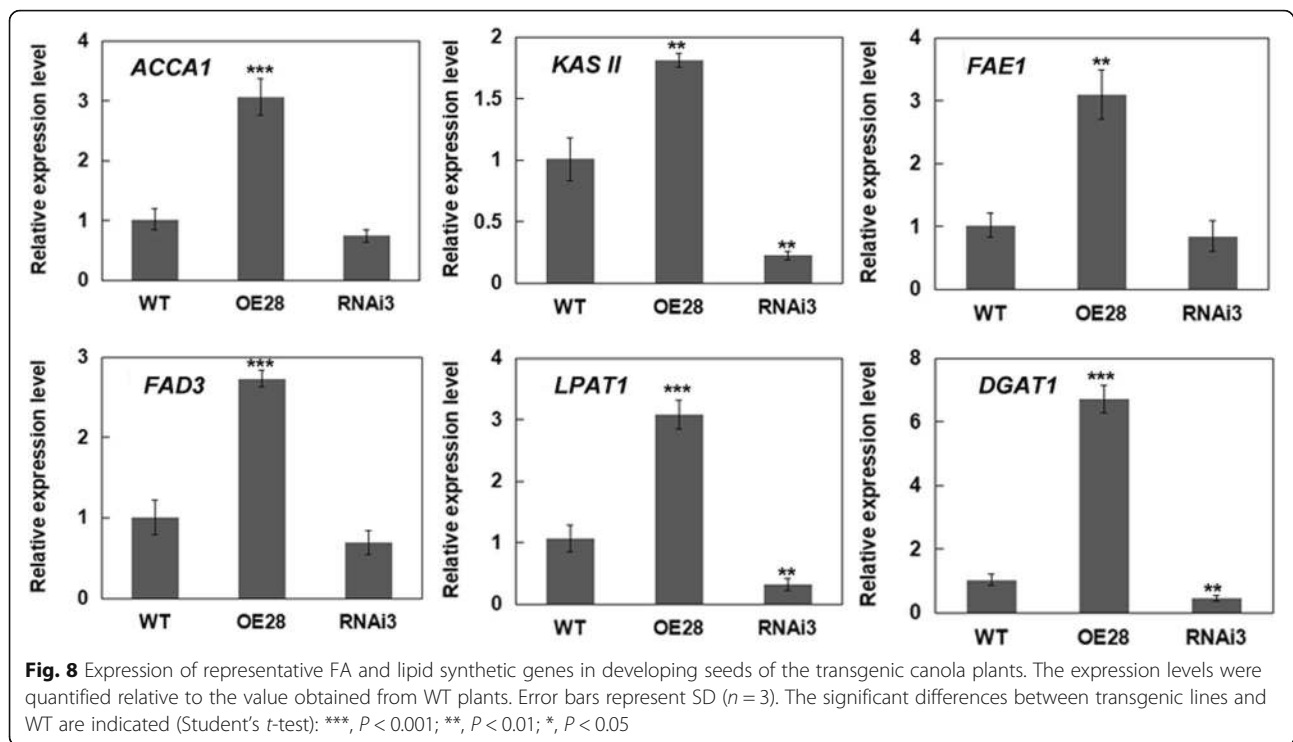 Relative expression level
4
3
2
1
0
ACCA1
***
WT OE28 RNAi3
Relative expression level
2
1.5
1
0.5
0
KAS II
**
**
WT OE28 RNAi3
Relative expression level
4
3
2
1
0
FAE1
**
WT OE28 RNAi3
Relative expression level
3
2
1
0
FAD3
***
WT OE28 RNAi3
Relative expression level
4
3
2
1
0
LPAT1
***
**
WT OE28 RNAi3
Relative expression level
8
6
4
2
0
DGAT1
***
**
WT OE28 RNAi3
Fig. 8 Expression of representative FA and lipid synthetic genes in developing seeds of the transgenic canola plants. The expression levels were
quantified relative to the value obtained from WT plants. Error bars represent SD (n = 3). The significant differences between transgenic lines and
WT are indicated (Student's t-test): ***, P < 0.001; **, P < 0.01; *, P < 0.05